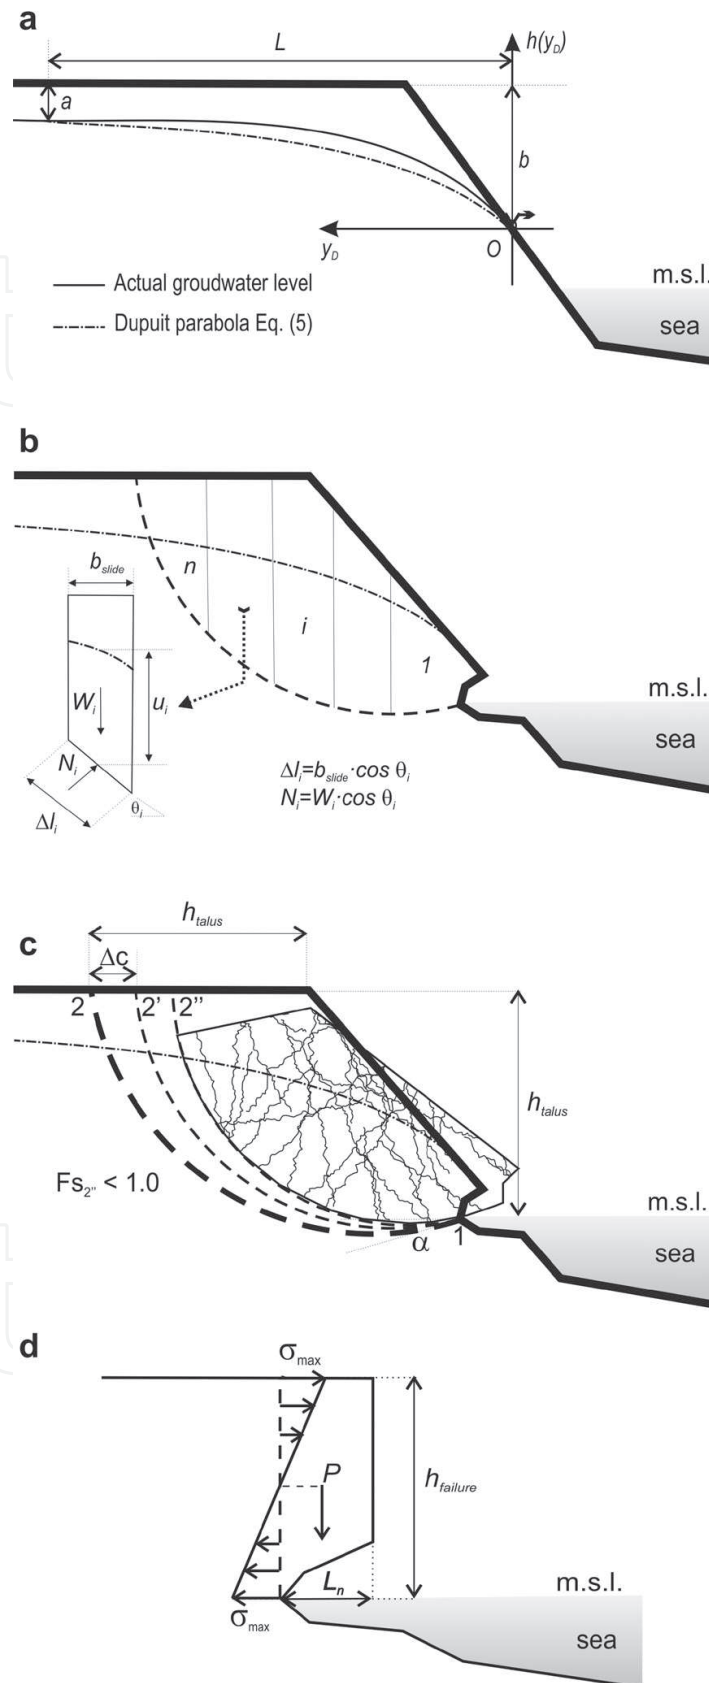 a
L
h(y_D)
a
b
y_D
O
Actual groudwater level
m.s.l.
Dupuit parabola Eq. (5)
sea
b
b_slide
n
i
1
W_i
u_i
m.s.l.
N_i
sea
Δl_i=b_slide·cos θ_i
Δl_i
θ_i
N_i=W_i·cos θ_i
h_talus
c
Δc
2
2'
2''
h_talus
Fs_2'' < 1.0
m.s.l.
α
1
sea
d
σ_max
P
h_failure
L_n
m.s.l.
σ_max
sea